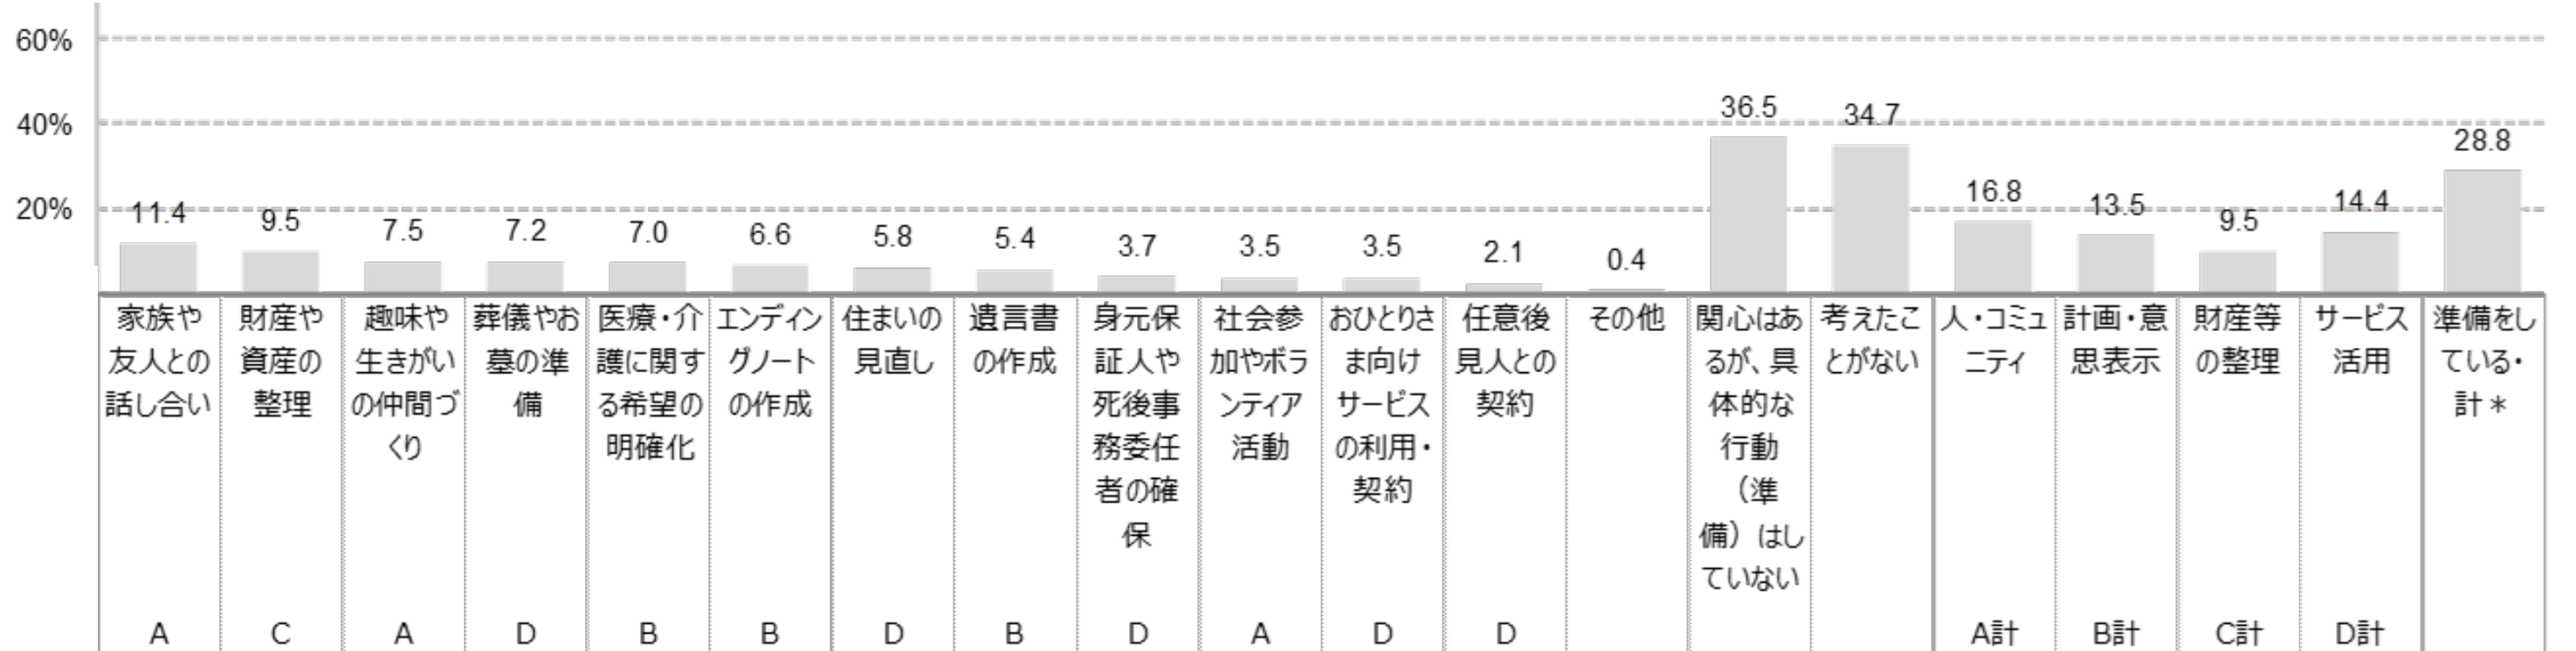 60%
40%
20%
11.4
9.5
7.5
7.2
7.0
6.6
5.8
5.4
3.7
3.5
3.5
2.1
0.4
36.5
34.7
16.8
13.5
9.5
14.4
28.8
家族や
友人との
話し合い
A
財産や
資産の
整理
C
趣味や
生きがい
の仲間づ
くり
A
葬儀やお
墓の準
備
D
医療・介
護に関す
る希望の
明確化
B
エンディン
グノート
の作成
B
住まいの
見直し
D
遺言書
の作成
B
身元保
証人や
死後事
務委任
者の確
保
D
社会参
加やボラ
ンティア
活動
A
おひとりさ
ま向け
サービス
の利用・
契約
D
任意後
見人との
契約
D
その他
関心はあ
るが、具
体的な
行動
（準
備）はし
ていない
考えたこ
とがない
人・コミュ
ニティ
A計
計画・意
思表示
B計
財産等
の整理
C計
サービス
活用
D計
準備をし
ている・
計＊